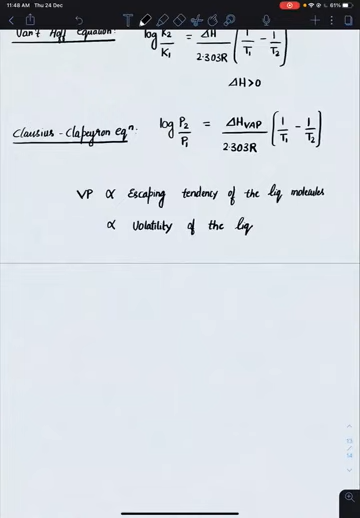 11:48 AM Thu 24 Dec
51%
Van't Hoff Equation: log K2/K1 = ΔH/2.303R [1/T1 − 1/T2]
ΔH>0
Clausius-Clapeyron eqn: log P2/P1 = ΔHVAP/2.303R [1/T1 − 1/T2]
VP ∝ Escaping tendency of the liq molecules
∝ Volatility of the liq
13
/
14